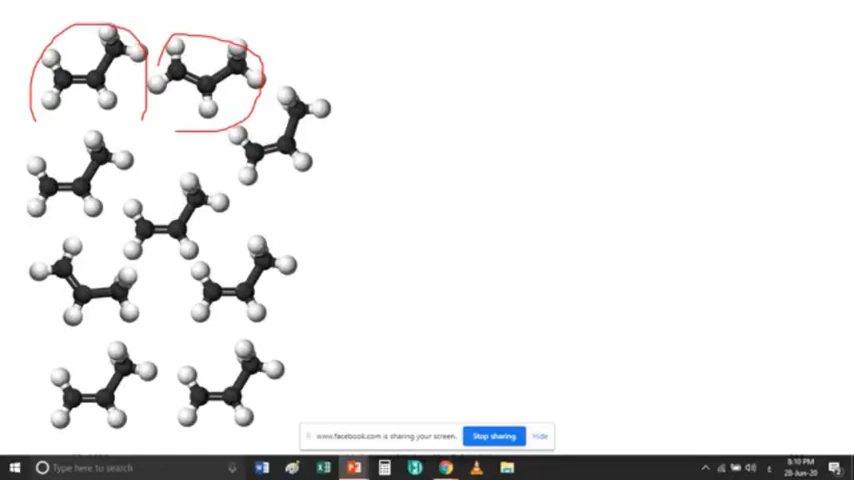 www.facebook.com is sharing your screen.
Stop sharing
Hide
Type here to search
8:10 PM
28-Jun-20